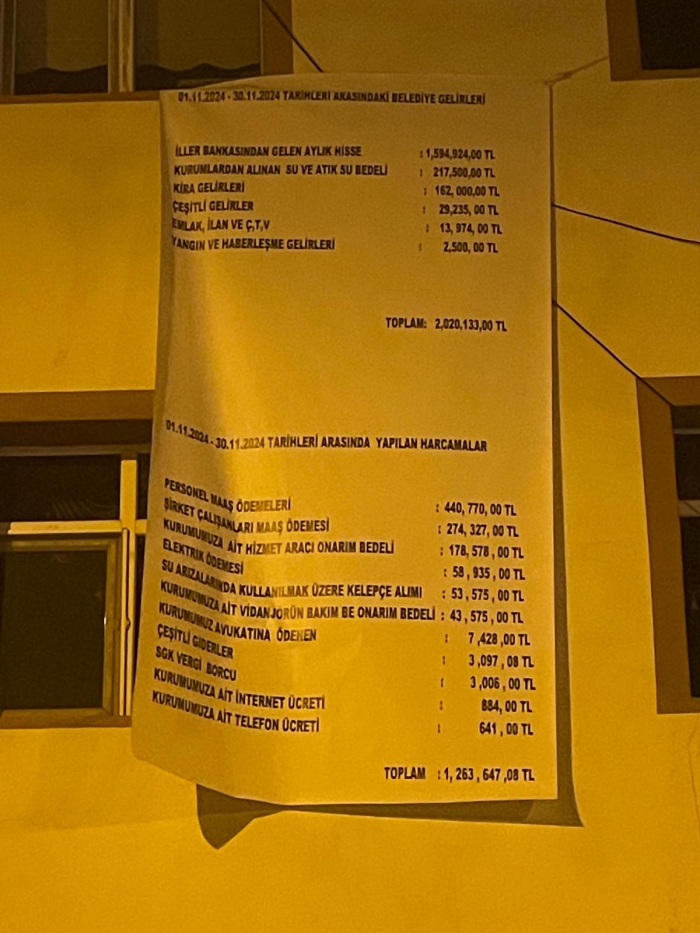 01.11.2024 - 30.11.2024 TARİHLERİ ARASINDAKİ BELEDİYE GELİRLERİ
İLLER BANKASINDAN GELEN AYLIK HİSSE : 1,594,924,00 TL
KURUMLARDAN ALINAN SU VE ATIK SU BEDELİ : 217,500,00 TL
KİRA GELİRLERİ : 162, 000,00 TL
ÇEŞİTLİ GELİRLER : 29,235, 00 TL
EMLAK, İLAN VE Ç,T,V : 13, 974, 00 TL
YANGIN VE HABERLEŞME GELİRLERİ : 2,500, 00 TL
TOPLAM: 2,020,133,00 TL
01.11.2024 - 30.11.2024 TARİHLERİ ARASINDA YAPILAN HARCAMALAR
PERSONEL MAAŞ ÖDEMELERİ : 440, 770, 00 TL
ŞİRKET ÇALIŞANLARI MAAŞ ÖDEMESİ : 274, 327, 00 TL
KURUMUMUZA AİT HİZMET ARACI ONARIM BEDELİ : 178, 578, 00 TL
ELEKTRİK ÖDEMESİ : 58 , 935, 00 TL
SU ARIZALARINDA KULLANILMAK ÜZERE KELEPÇE ALIMI : 53, 575, 00 TL
KURUMUMUZA AİT VİDANJORÜN BAKIM BE ONARIM BEDELİ : 43, 575 , 00 TL
KURUMUMUZ AVUKATINA ÖDENEN : 7 ,428 , 00 TL
ÇEŞİTLİ GİDERLER : 3,097 , 08 TL
SGK VERGİ BORCU : 3,006 , 00 TL
KURUMUMUZA AİT İNTERNET ÜCRETİ : 884, 00 TL
KURUMUMUZA AİT TELEFON ÜCRETİ : 641 , 00 TL
TOPLAM : 1, 263 , 647 ,08 TL